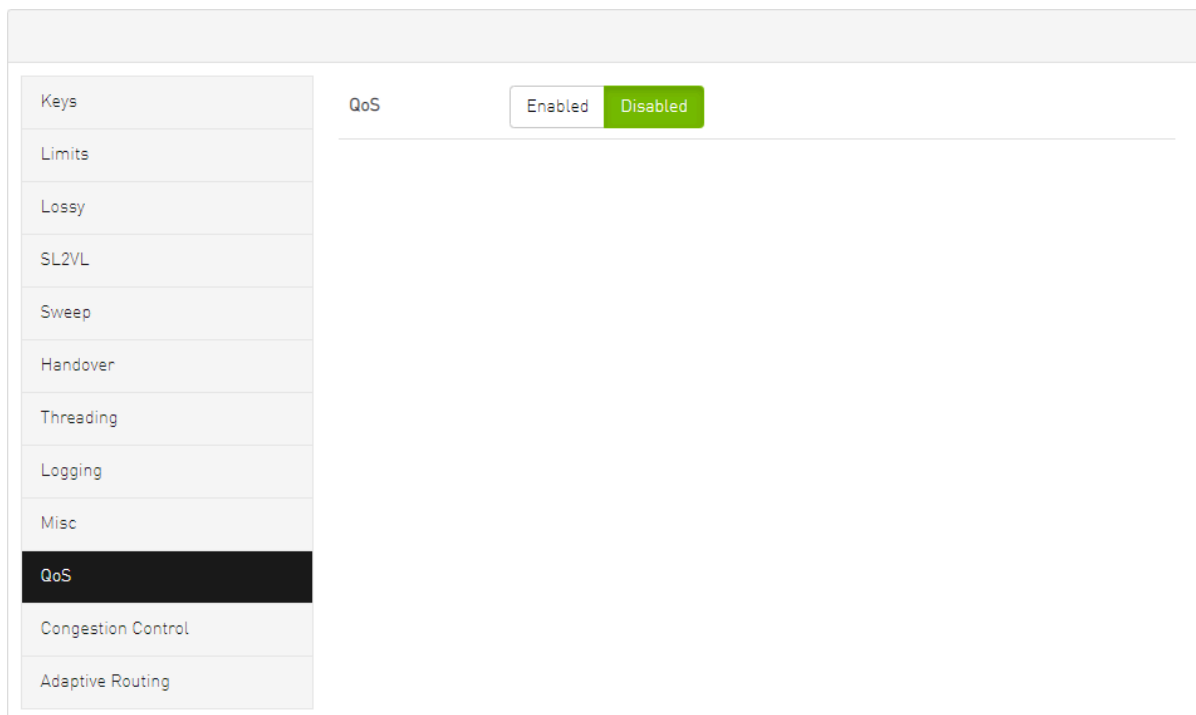 Keys
Limits
Lossy
SL2VL
Sweep
Handover
Threading
Logging
Misc
QoS
Congestion Control
Adaptive Routing
QoS Enabled Disabled